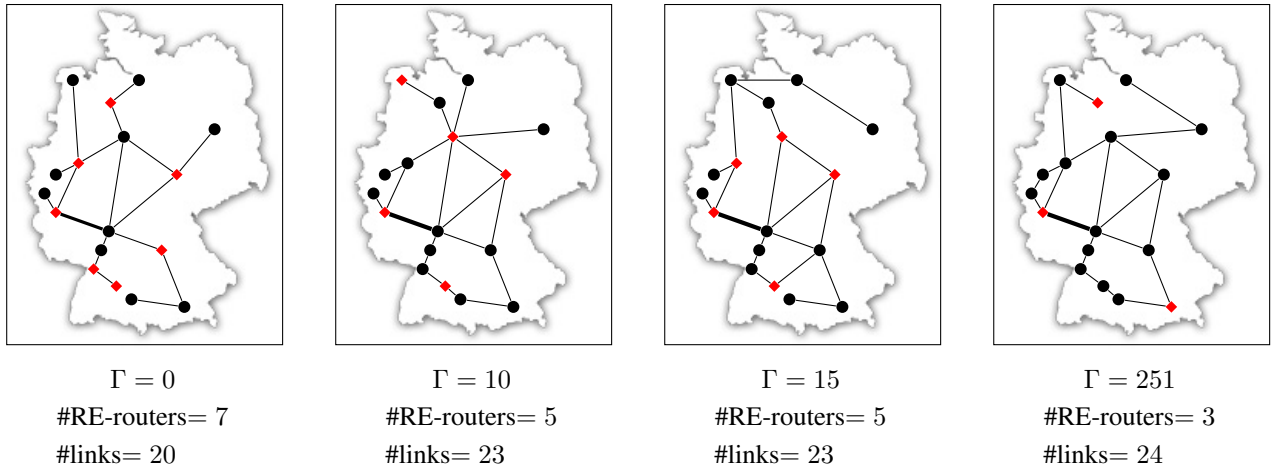 Γ = 0
#RE-routers= 7
#links= 20
Γ = 10
#RE-routers= 5
#links= 23
Γ = 15
#RE-routers= 5
#links= 23
Γ = 251
#RE-routers= 3
#links= 24